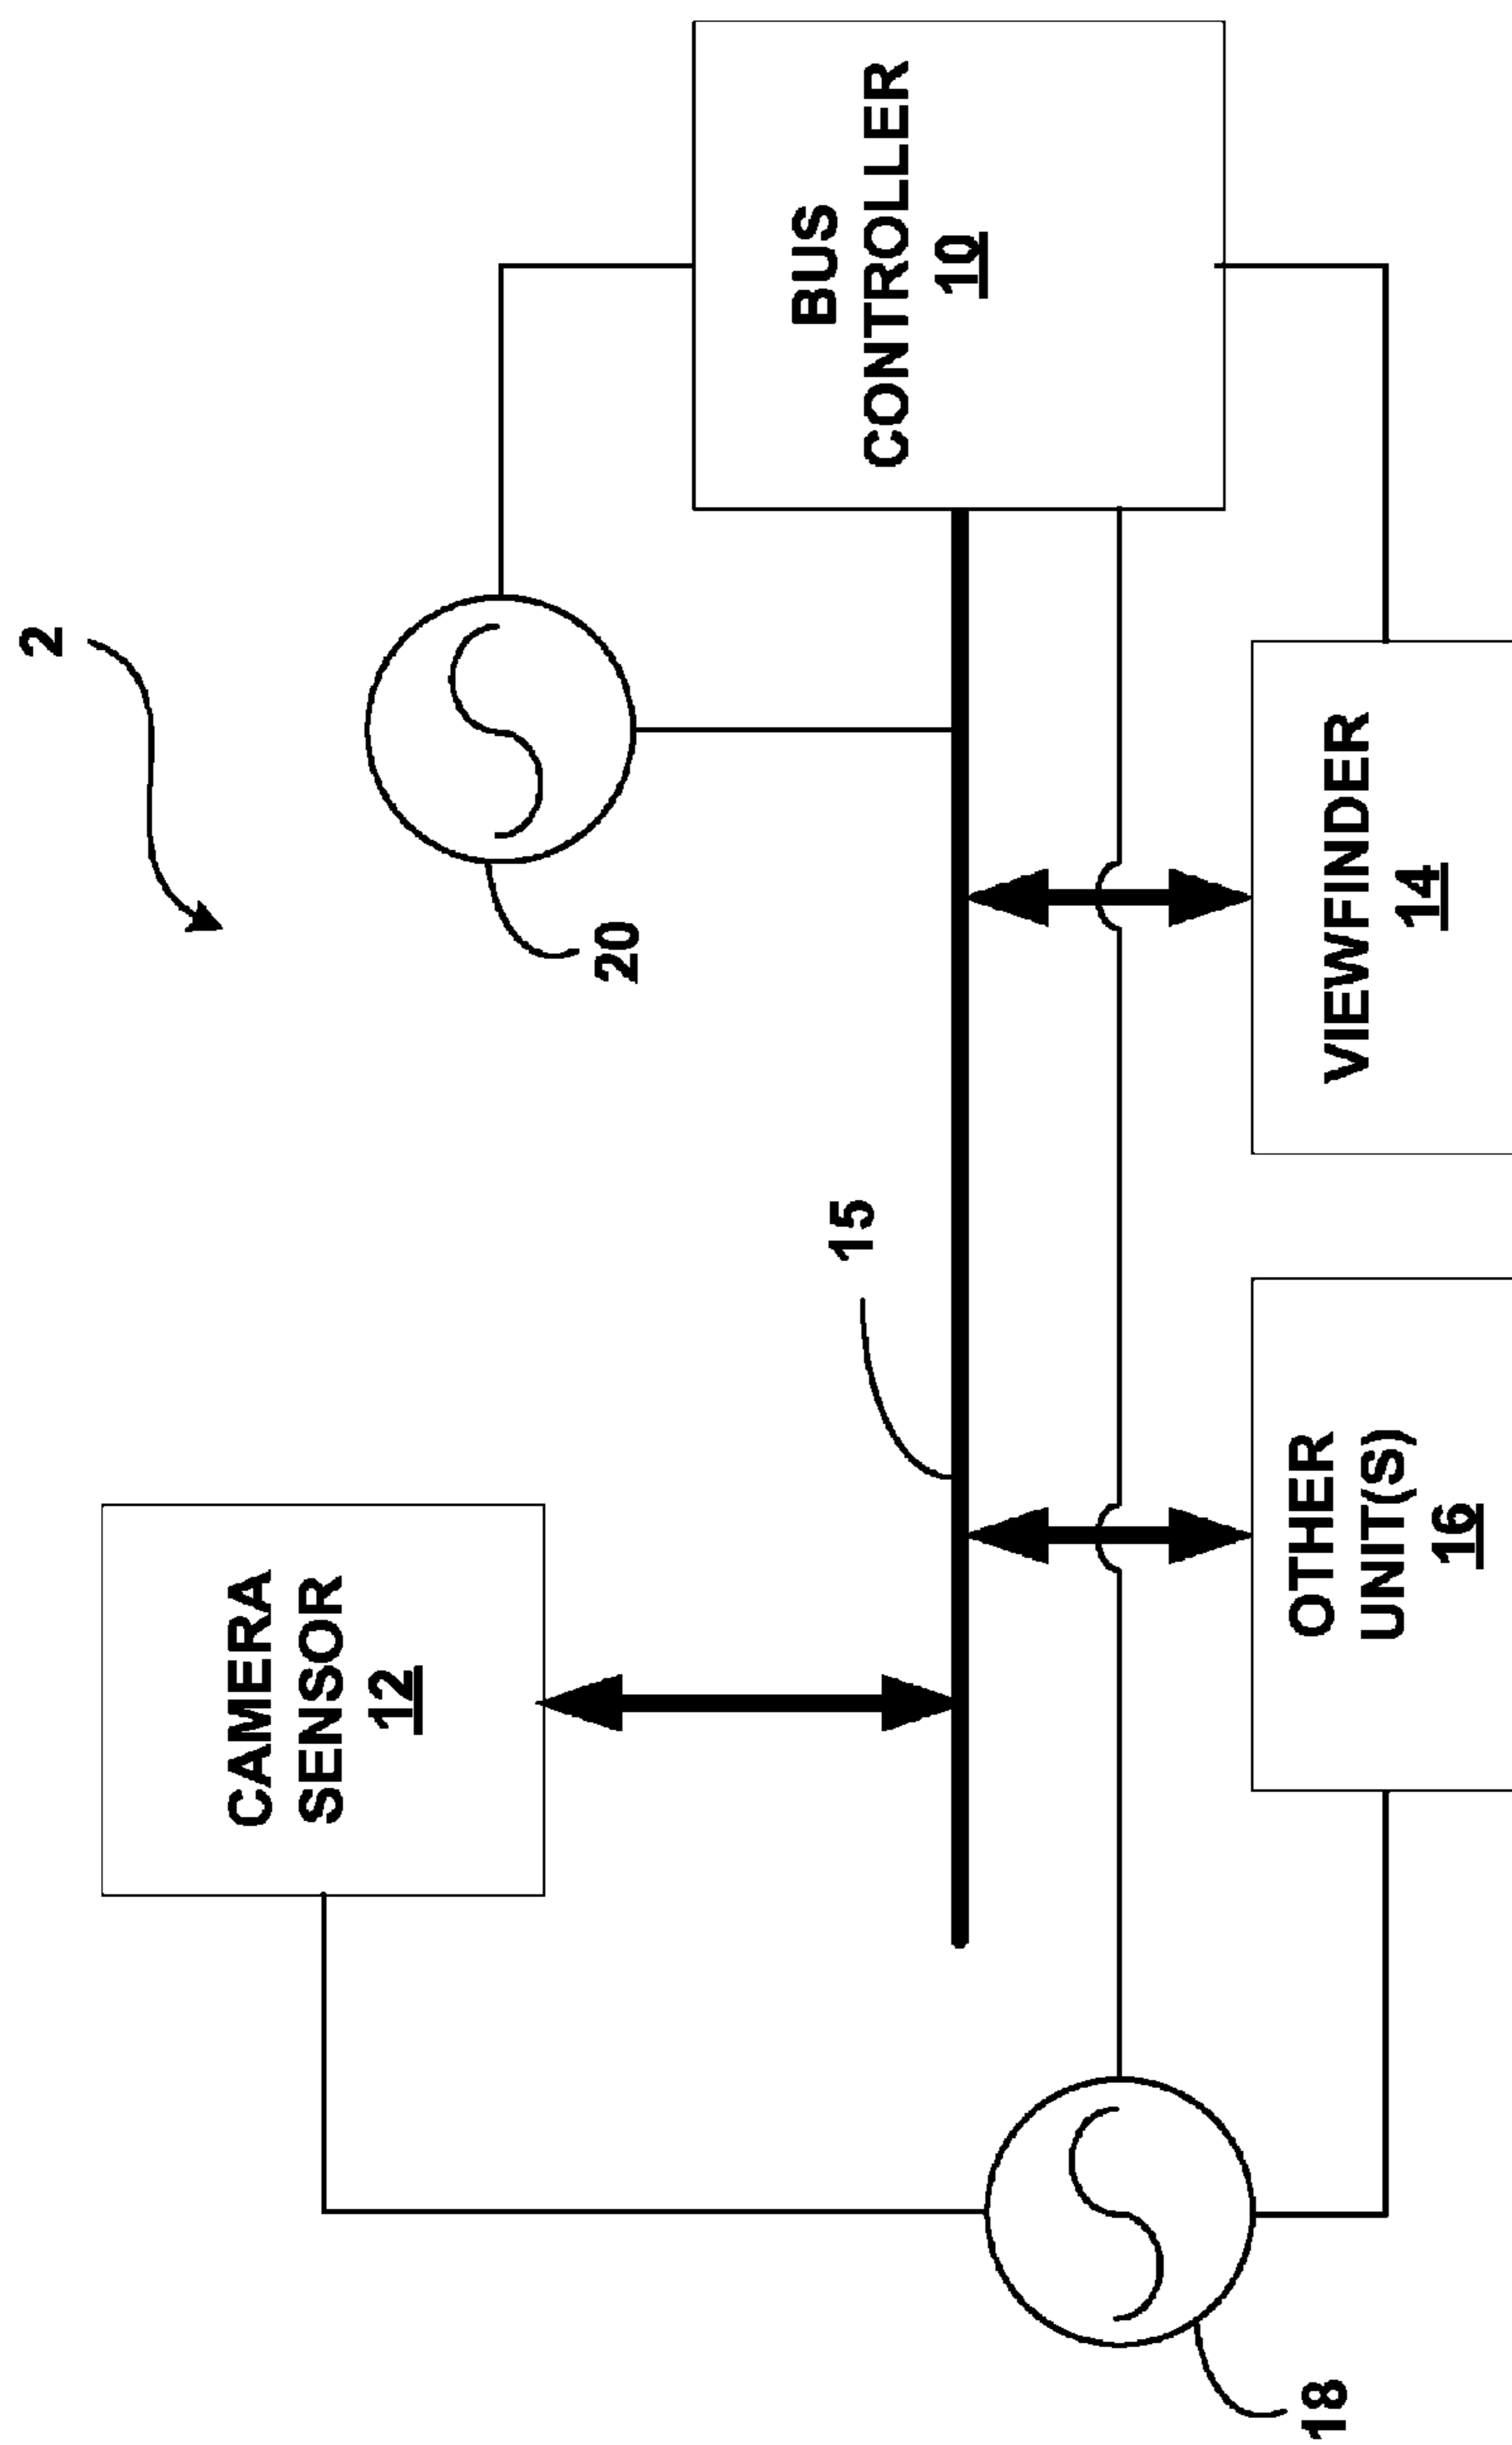 2
CAMERA
SENSOR
12
20
15
BUS
CONTROLLER
10
18
OTHER
UNIT(S)
16
VIEWFINDER
14